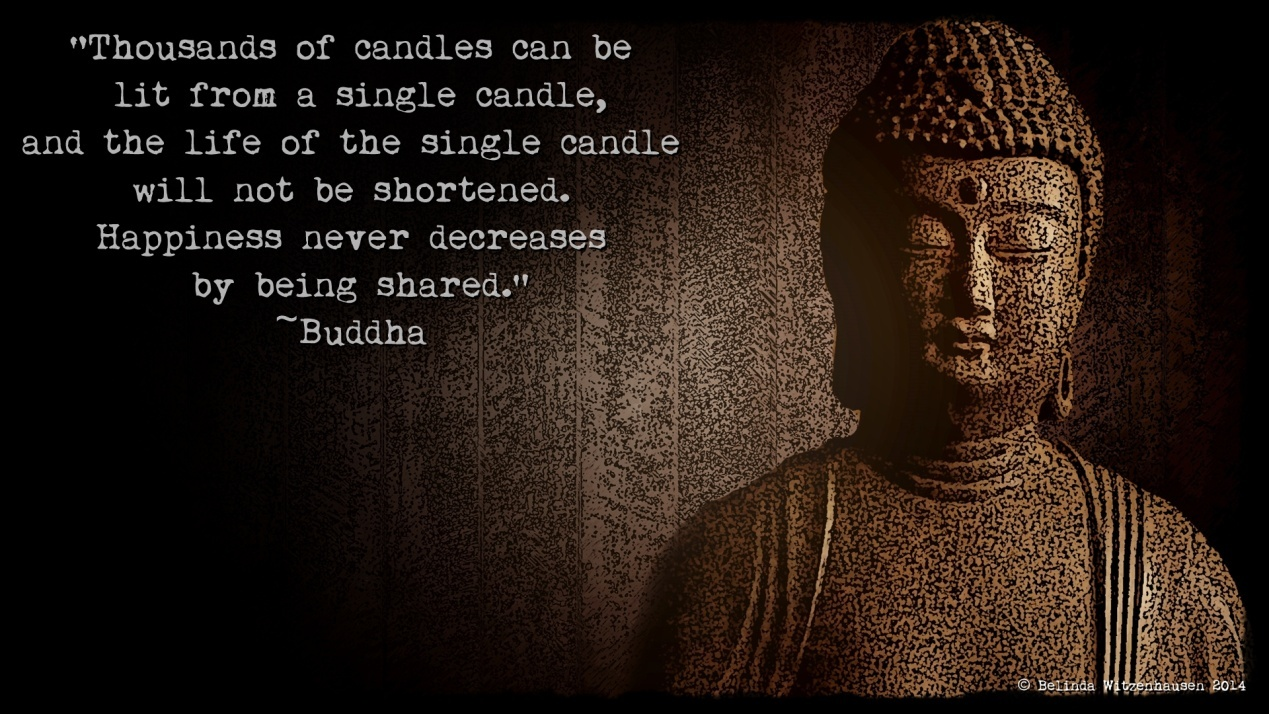 "Thousands of candles can be
lit from a single candle,
and the life of the single candle
will not be shortened.
Happiness never decreases
by being shared."
~Buddha
© Belinda Witzenhausen 2014